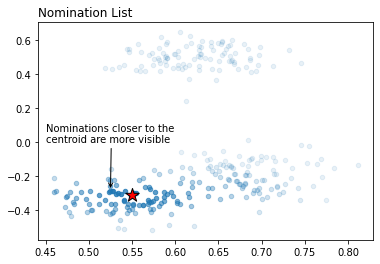 Nomination List
0.6
0.4
0.2
0.0
−0.2
−0.4
Nominations closer to the
centroid are more visible
0.45 0.50 0.55 0.60 0.65 0.70 0.75 0.80